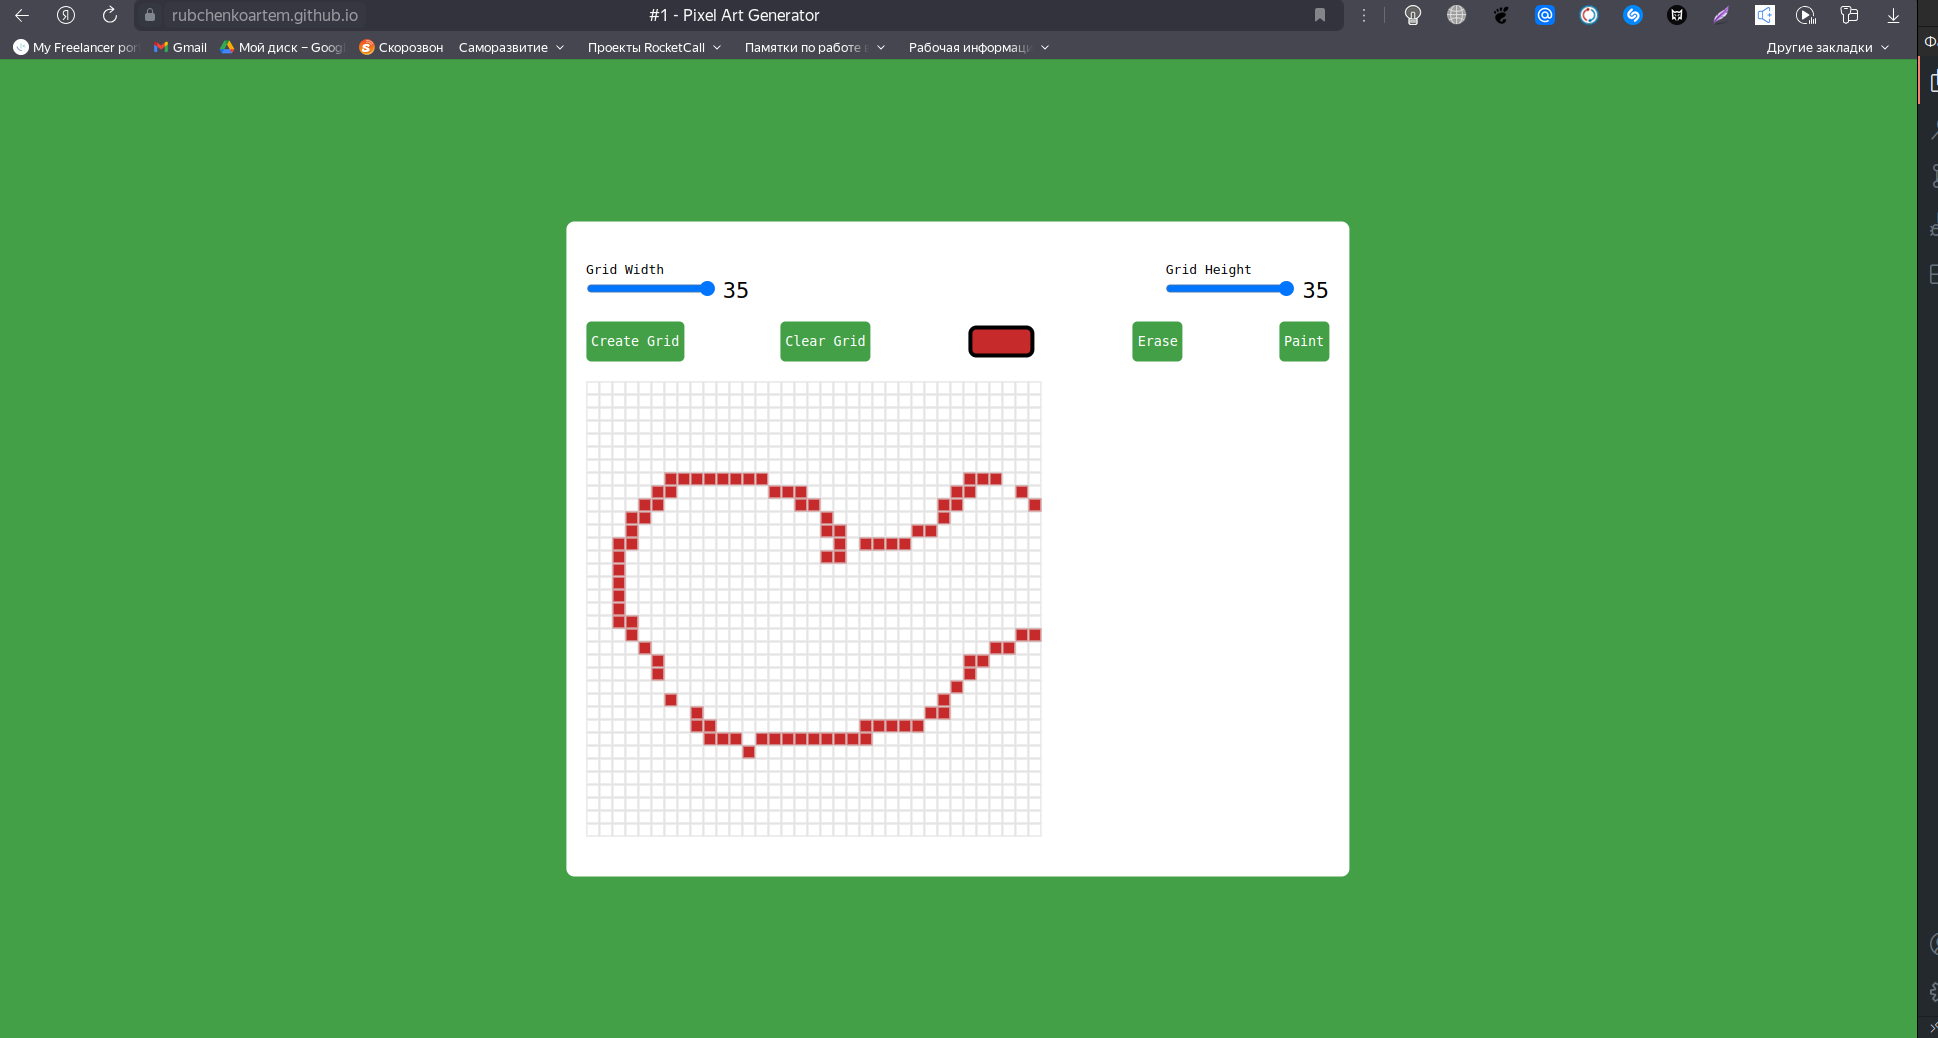 rubchenkoartem.github.io
#1 - Pixel Art Generator
My Freelancer por
Gmail
Мой диск – Goog
Скорозвон
Саморазвитие
Проекты RocketCall
Памятки по работе
Рабочая информац
Другие закладки
Ф
Grid Width
35
Grid Height
35
Create Grid
Clear Grid
Erase
Paint